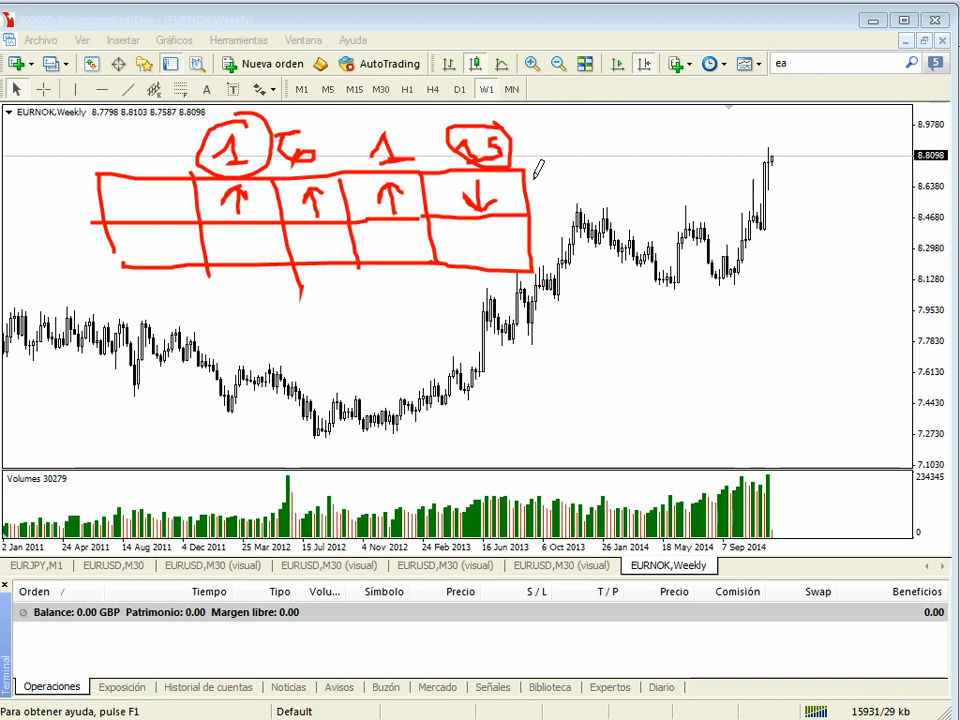 Archivo Ver Insertar Gráficos Herramientas Ventana Ayuda
Nueva orden AutoTrading ea 5
A T M1 M5 M15 M30 H1 H4 D1 W1 MN
EURNOK,Weekly 8.7798 8.8103 8.7587 8.8098
8.9780
8.8098
8.6380
8.4680
8.2980
8.1280
7.9530
7.7830
7.6130
7.4430
7.2730
7.1030
1 1
Volumes 30279
234345
0
2 Jan 2011 24 Apr 2011 14 Aug 2011 4 Dec 2011 25 Mar 2012 15 Jul 2012 4 Nov 2012 24 Feb 2013 16 Jun 2013 6 Oct 2013 26 Jan 2014 18 May 2014 7 Sep 2014
EURJPY,M1 EURUSD,M30 EURUSD,M30 (visual) EURUSD,M30 (visual) EURUSD,M30 (visual) EURUSD,M30 (visual) EURNOK,Weekly
Orden / Tiempo Tipo Volu... Símbolo Precio S / L T / P Precio Comisión Swap Beneficios
Balance: 0.00 GBP Patrimonio: 0.00 Margen libre: 0.00 0.00
Terminal
Operaciones Exposición Historial de cuentas Noticias Avisos Buzón Mercado Señales Biblioteca Expertos Diario
Para obtener ayuda, pulse F1 Default 15931/29 kb